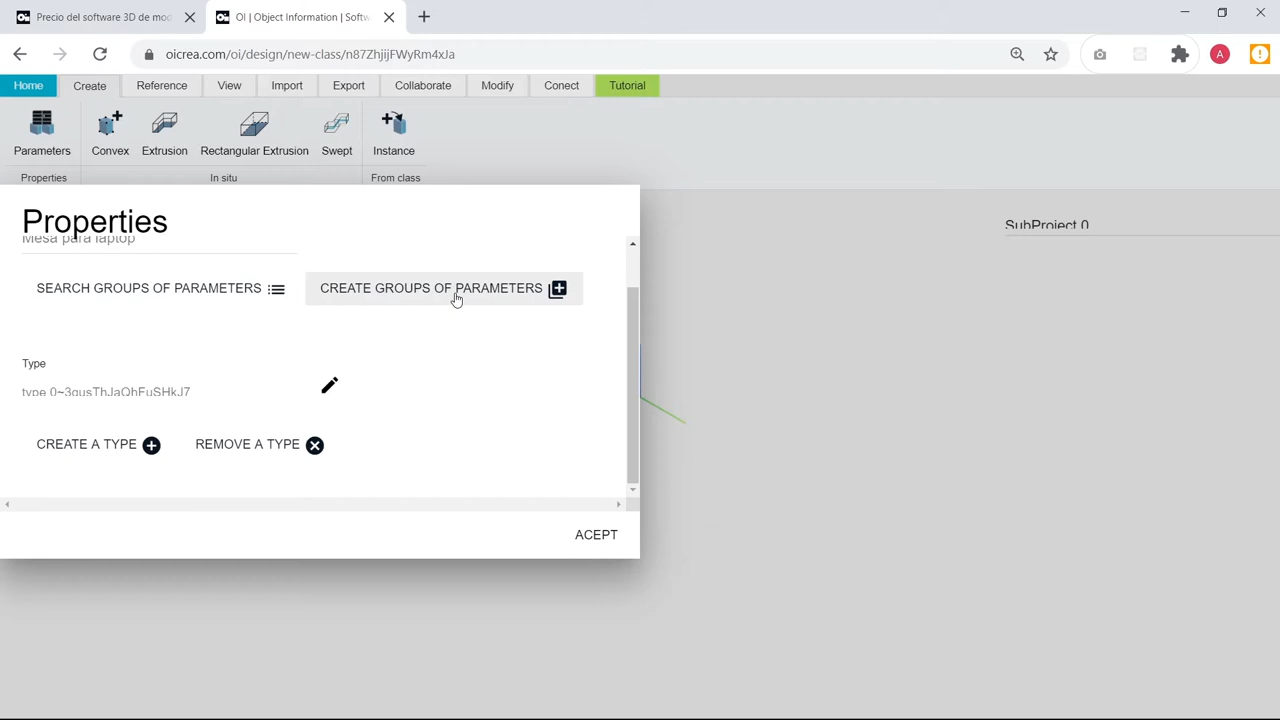 Precio del software 3D de mod
OI | Object Information | Softw
oicrea.com/oi/design/new-class/n87ZhjijFWyRm4xJa
A
Home
Create
Reference
View
Import
Export
Collaborate
Modify
Conect
Tutorial
Parameters
Convex
Extrusion
Rectangular Extrusion
Swept
Instance
Properties
In situ
From class
Properties
Mesa para laptop
SubProject 0
SEARCH GROUPS OF PARAMETERS
CREATE GROUPS OF PARAMETERS
Type
type 0~3gusThJaQhFuSHkJ7
CREATE A TYPE
REMOVE A TYPE
ACEPT